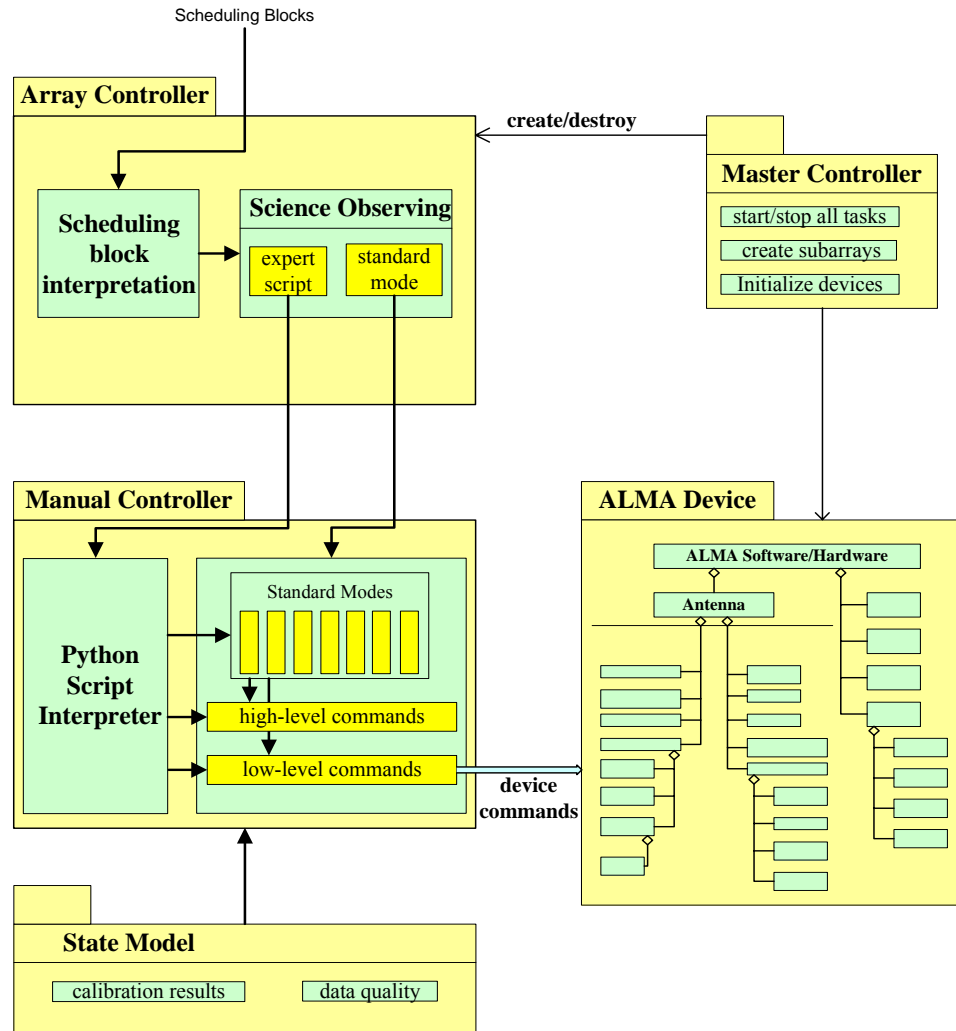 Scheduling Blocks
Array Controller
create/destroy
Master Controller
start/stop all tasks
create subarrays
Initialize devices
Scheduling
block
interpretation
Science Observing
expert
script
standard
mode
Manual Controller
Python
Script
Interpreter
Standard Modes
high-level commands
low-level commands
device
commands
ALMA Device
ALMA Software/Hardware
Antenna
State Model
calibration results
data quality